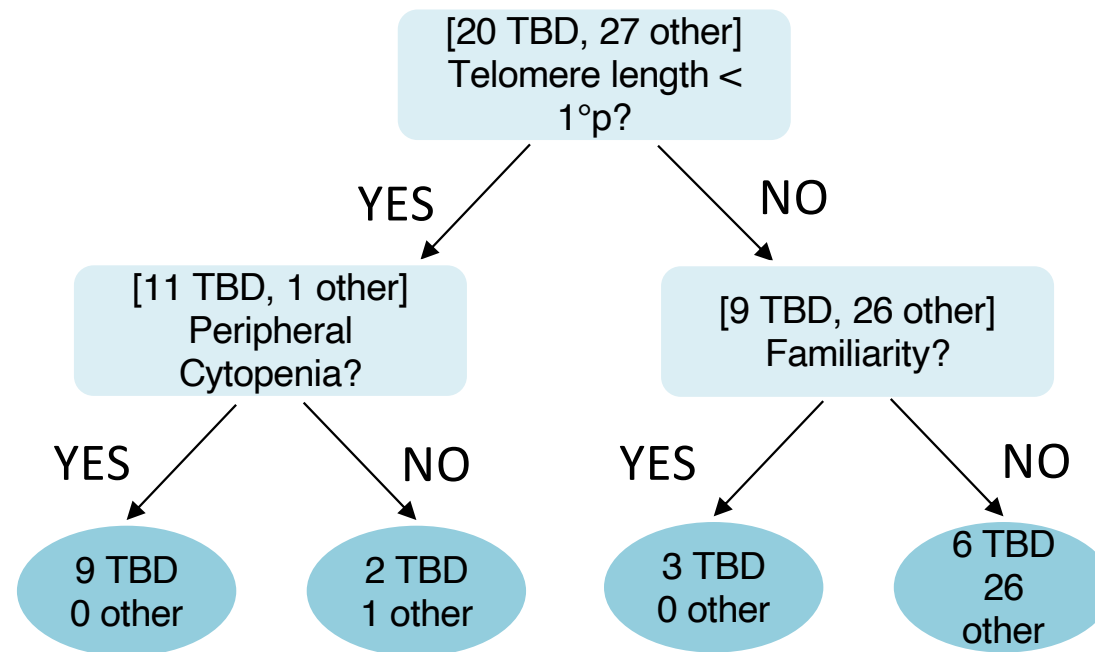 [20 TBD, 27 other]
Telomere length <
1°p?
YES
NO
[11 TBD, 1 other]
Peripheral
Cytopenia?
[9 TBD, 26 other]
Familiarity?
YES
NO
YES
NO
9 TBD
0 other
2 TBD
1 other
3 TBD
0 other
6 TBD
26
other